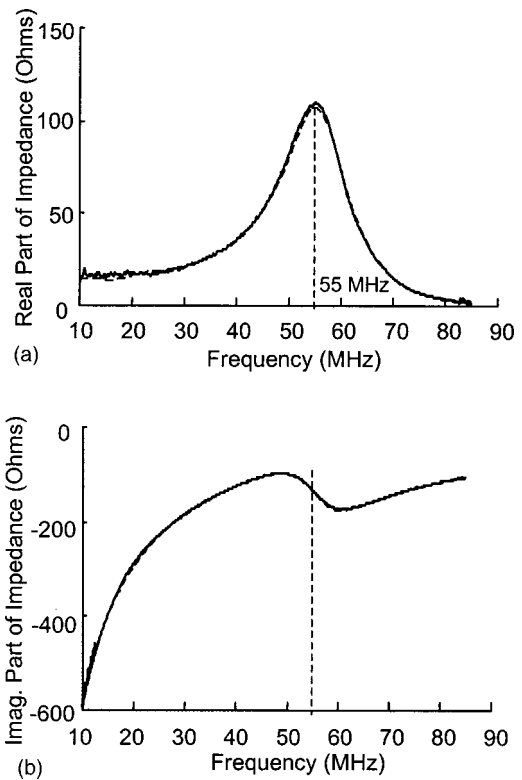 Real Part of Impedance (Ohms)
150
100
50
0
55 MHz
10 20 30 40 50 60 70 80 90
Frequency (MHz)
(a)
Imag. Part of Impedance (Ohms)
0
-200
-400
-600
10 20 30 40 50 60 70 80 90
Frequency (MHz)
(b)